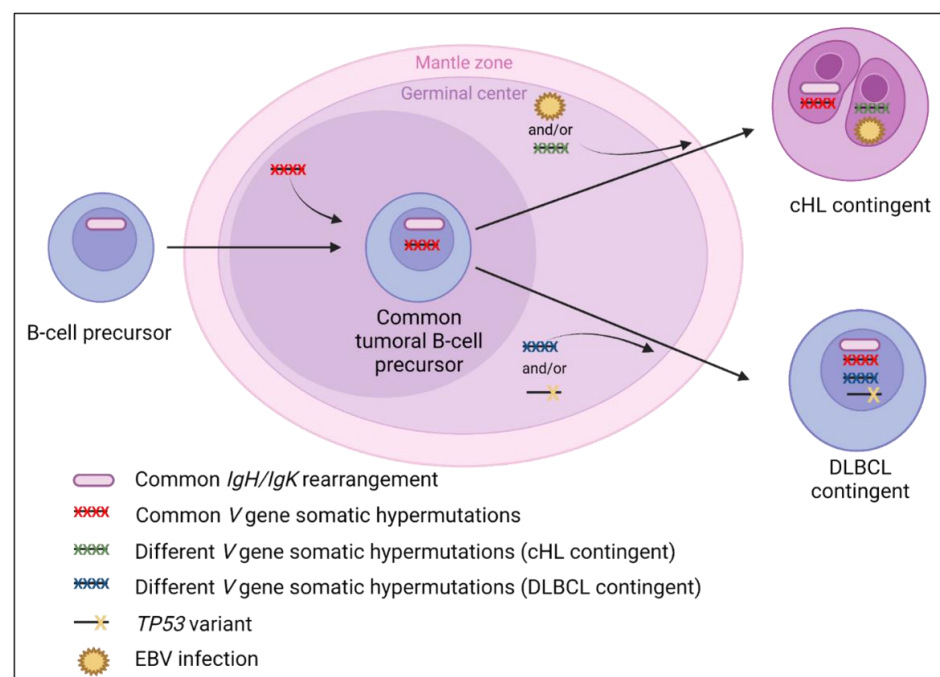 Mantle zone
Germinal center
and/or
cHL contingent
B-cell precursor
Common
tumoral B-cell
precursor
and/or
DLBCL
contingent
Common IgH/IgK rearrangement
Common V gene somatic hypermutations
Different V gene somatic hypermutations (cHL contingent)
Different V gene somatic hypermutations (DLBCL contingent)
TP53 variant
EBV infection